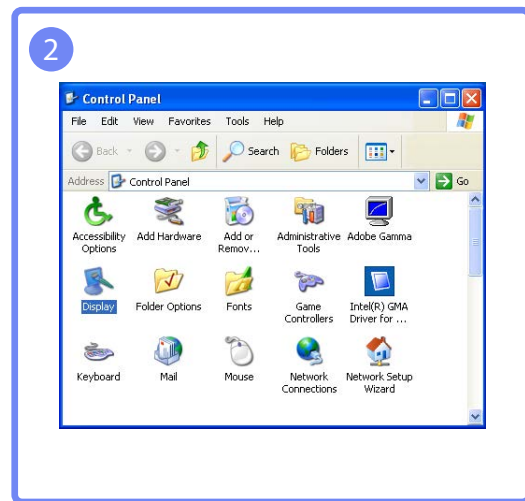 2
Control Panel
File Edit View Favorites Tools Help
Back Search Folders
Address Control Panel Go
Accessibility Options Add Hardware Add or Remov... Administrative Tools Adobe Gamma
Display Folder Options Fonts Game Controllers Intel(R) GMA Driver for ...
Keyboard Mail Mouse Network Connections Network Setup Wizard